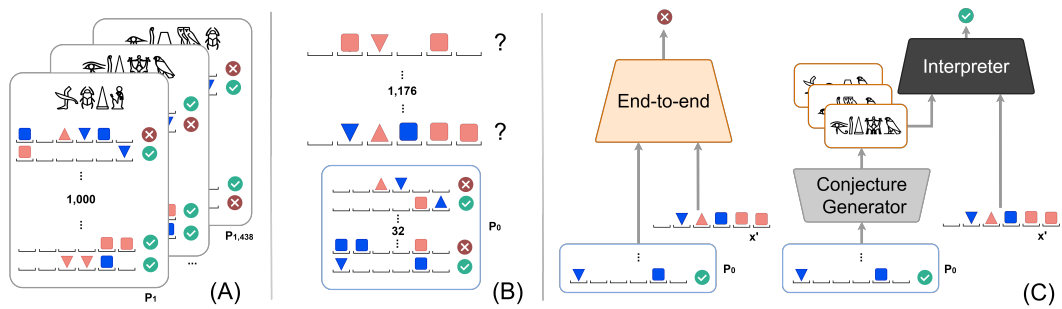 1,000
P1
P1,438
...
(A)
?
1,176
?
32
P0
(B)
End-to-end
x'
P0
Interpreter
Conjecture
Generator
x'
P0
(C)